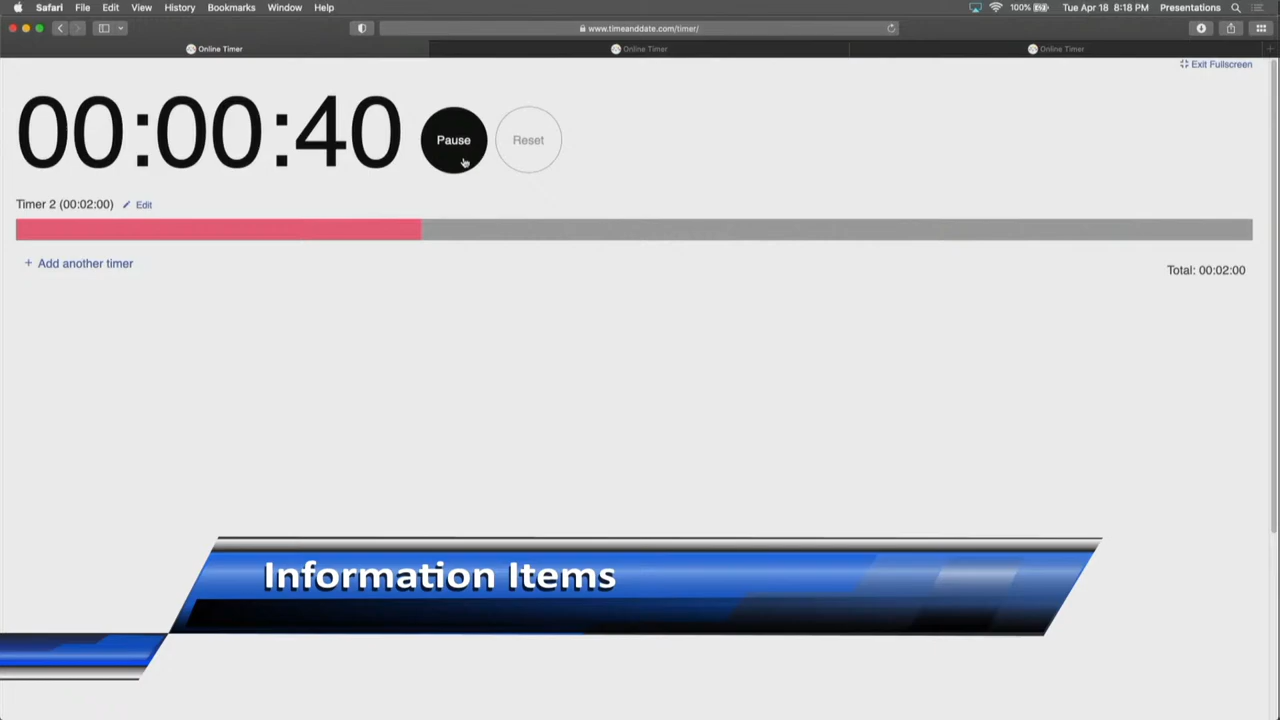 Safari File Edit View History Bookmarks Window Help 100% Tue Apr 18 8:18 PM Presentations
www.timeanddate.com/timer/
Online Timer Online Timer Online Timer
Exit Fullscreen
00:00:40 Pause Reset
Timer 2 (00:02:00) Edit
+ Add another timer
Total: 00:02:00
Information Items